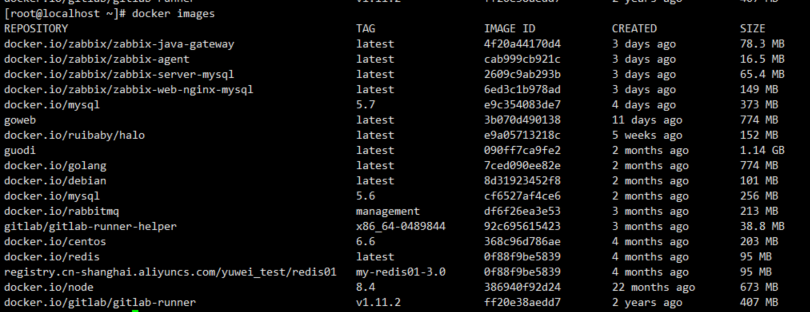 [root@localhost ~]# docker images
REPOSITORY TAG IMAGE ID CREATED SIZE
docker.io/zabbix/zabbix-java-gateway latest 4f20a44170d4 3 days ago 78.3 MB
docker.io/zabbix/zabbix-agent latest cab999cb921c 3 days ago 16.5 MB
docker.io/zabbix/zabbix-server-mysql latest 2609c9ab293b 3 days ago 65.4 MB
docker.io/zabbix/zabbix-web-nginx-mysql latest 6ed3c1b978ad 3 days ago 149 MB
docker.io/mysql 5.7 e9c354083de7 4 days ago 373 MB
goweb latest 3b070d490138 11 days ago 774 MB
docker.io/ruibaby/halo latest e9a05713218c 5 weeks ago 152 MB
guodi latest 090ff7ca9fe2 2 months ago 1.14 GB
docker.io/golang latest 7ced090ee82e 2 months ago 774 MB
docker.io/debian latest 8d31923452f8 2 months ago 101 MB
docker.io/mysql 5.6 cf6527af4ce6 2 months ago 256 MB
docker.io/rabbitmq management df6f26ea3e53 3 months ago 213 MB
gitlab/gitlab-runner-helper x86_64-0489844 92c695615423 3 months ago 38.8 MB
docker.io/centos 6.6 368c96d786ae 4 months ago 203 MB
docker.io/redis latest 0f88f9be5839 4 months ago 95 MB
registry.cn-shanghai.aliyuncs.com/yuwei_test/redis01 my-redis01-3.0 0f88f9be5839 4 months ago 95 MB
docker.io/node 8.4 386940f92d24 22 months ago 673 MB
docker.io/gitlab/gitlab-runner v1.11.2 ff20e38aedd7 2 years ago 407 MB